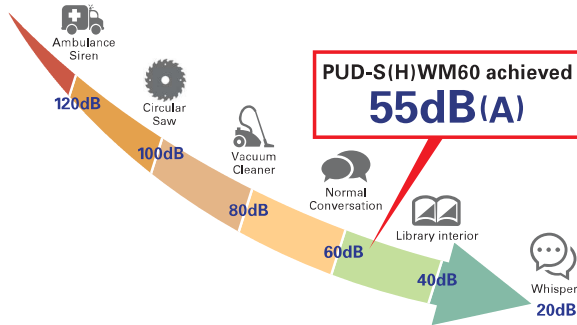 Ambulance
Siren
120dB
Circular
Saw
100dB
Vacuum
Cleaner
80dB
Normal
Conversation
60dB
PUD-S(H)WM60 achieved
55dB(A)
Library interior
40dB
Whisper
20dB